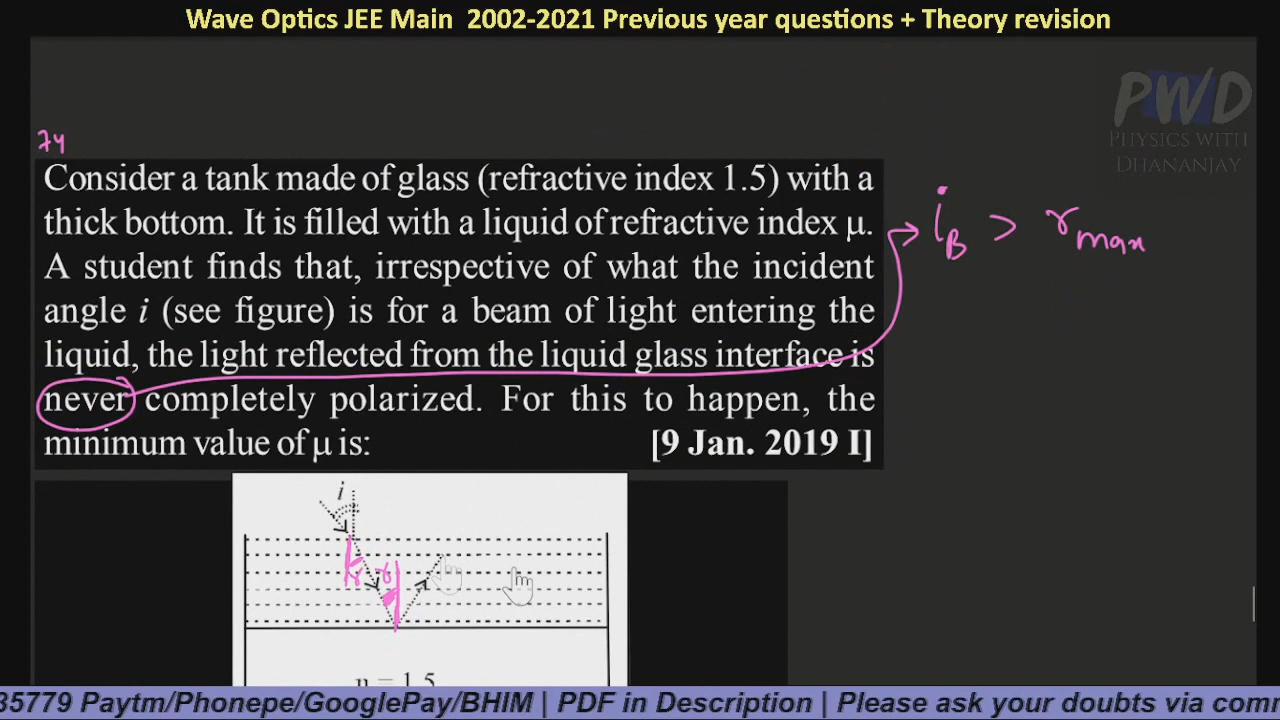 Wave Optics JEE Main 2002-2021 Previous year questions + Theory revision
PWD
PHYSICS WITH
DHANANJAY
74
Consider a tank made of glass (refractive index 1.5) with a
thick bottom. It is filled with a liquid of refractive index μ.
A student finds that, irrespective of what the incident
angle i (see figure) is for a beam of light entering the
liquid, the light reflected from the liquid glass interface is
never completely polarized. For this to happen, the
minimum value of μ is: [9 Jan. 2019 I]
i_B > r_max
i
r r
n = 1.5
35779 Paytm/Phonepe/GooglePay/BHIM | PDF in Description | Please ask your doubts via